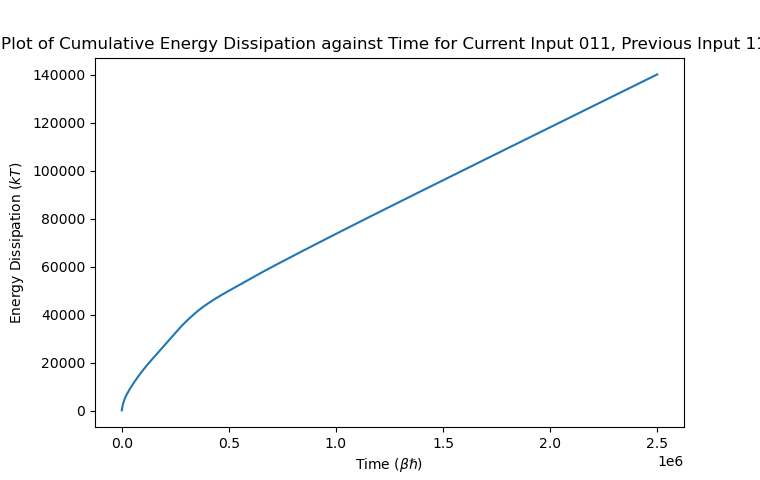 Plot of Cumulative Energy Dissipation against Time for Current Input 011, Previous Input 11
140000
120000
100000
80000
60000
40000
20000
0
Energy Dissipation (kT)
0.0 0.5 1.0 1.5 2.0 2.5
1e6
Time (βℏ)